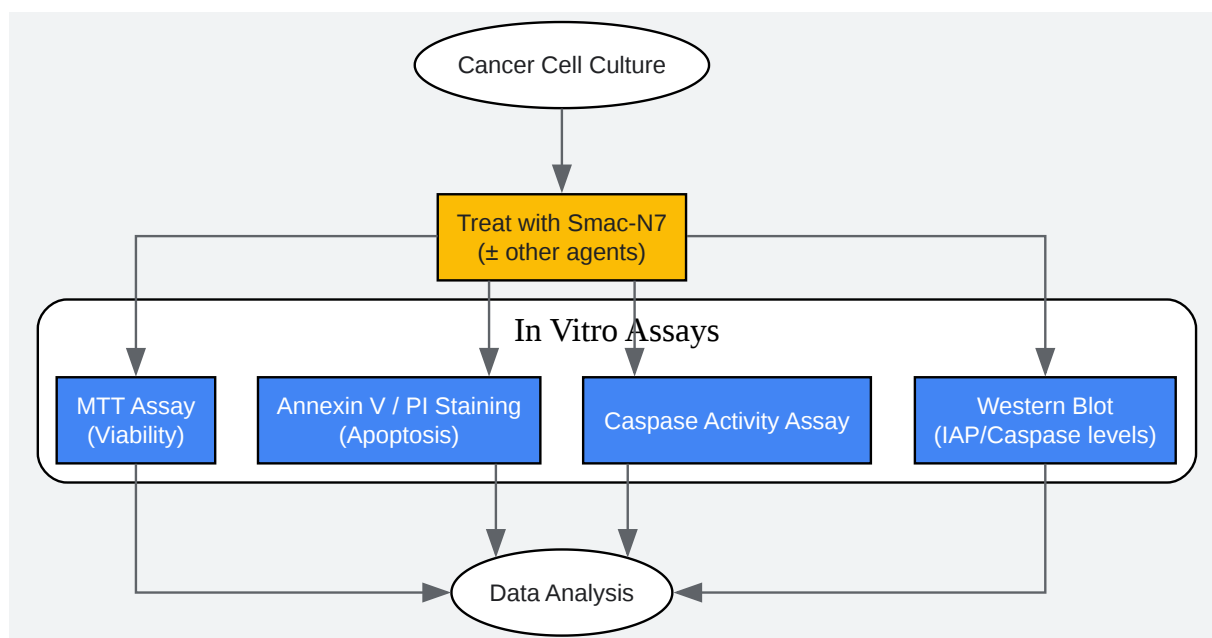 Cancer Cell Culture
Treat with Smac-N7
(± other agents)
In Vitro Assays
MTT Assay
(Viability)
Annexin V / PI Staining
(Apoptosis)
Caspase Activity Assay
Western Blot
(IAP/Caspase levels)
Data Analysis